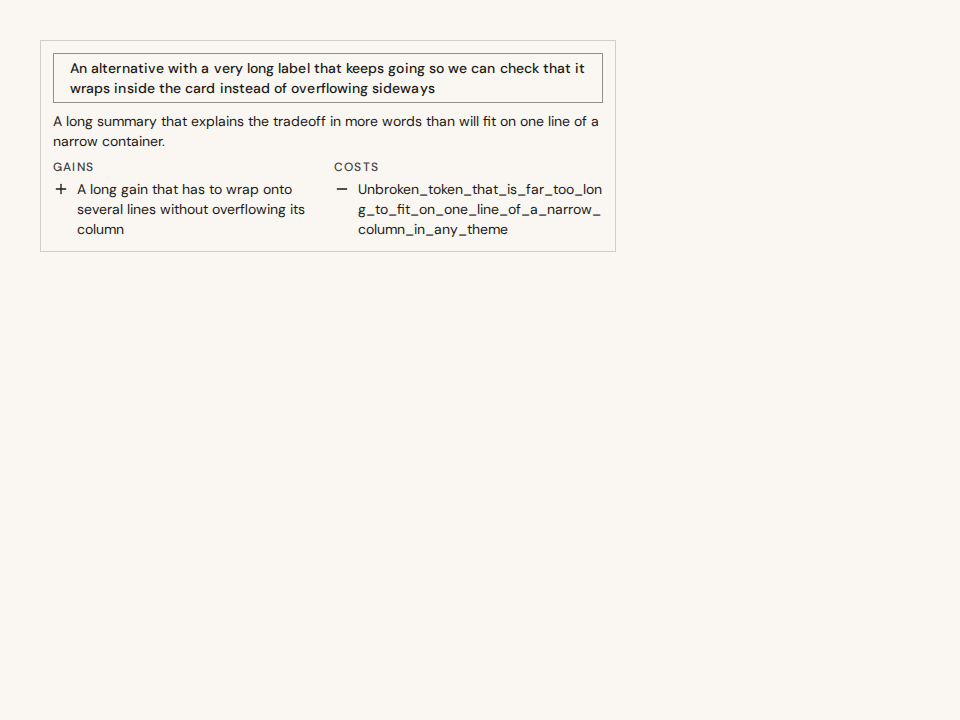 An alternative with a very long label that keeps going so we can check that it
wraps inside the card instead of overflowing sideways
A long summary that explains the tradeoff in more words than will fit on one line of a
narrow container.
GAINS
+ A long gain that has to wrap onto
several lines without overflowing its
column
COSTS
− Unbroken_token_that_is_far_too_lon
g_to_fit_on_one_line_of_a_narrow_
column_in_any_theme